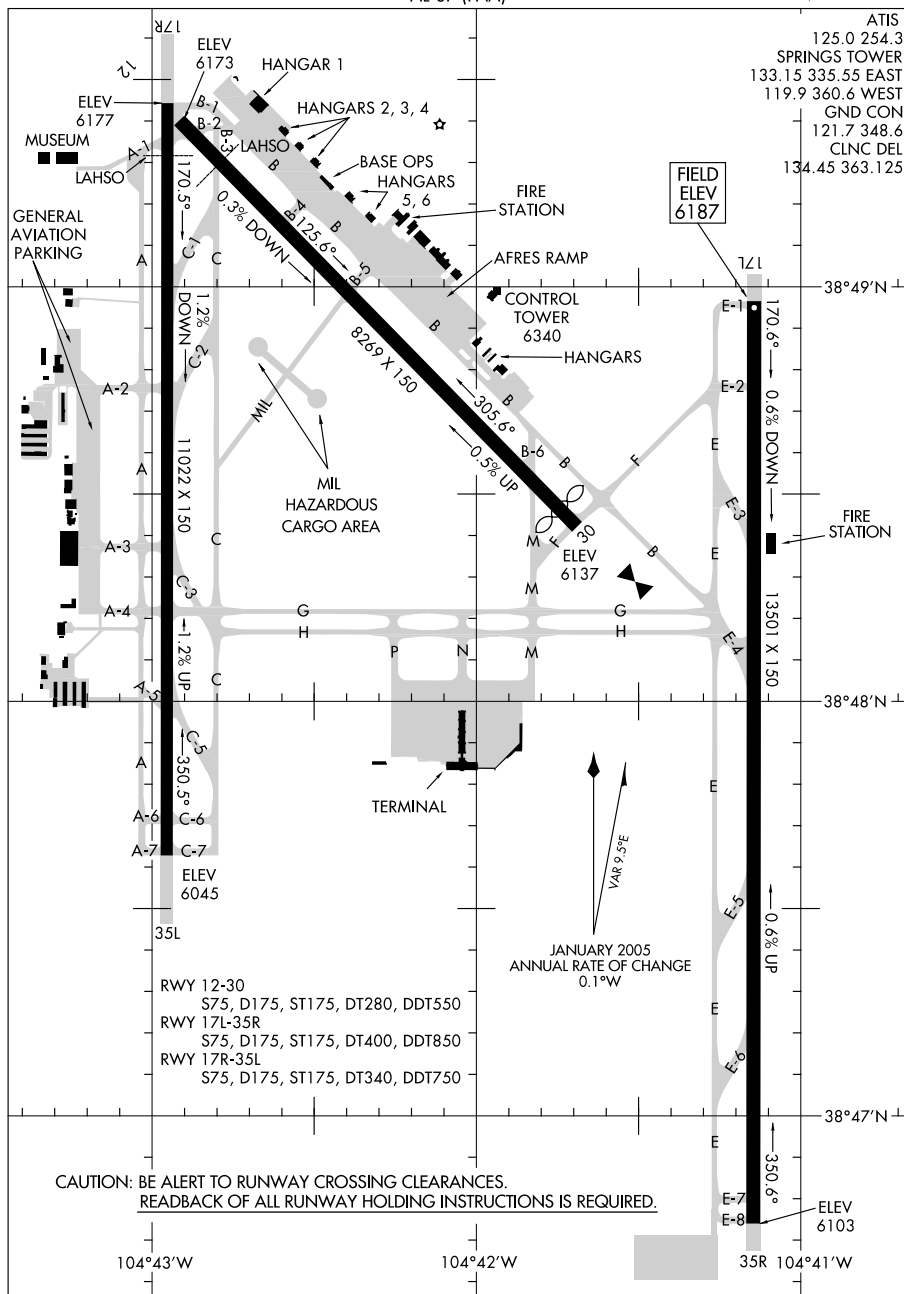 17R
ELEV
6173
12
HANGAR 1
ATIS
125.0 254.3
SPRINGS TOWER
133.15 335.55 EAST
119.9 360.6 WEST
GND CON
121.7 348.6
CLNC DEL
134.45 363.125
ELEV
6177
B-1
B-2
B-3
HANGARS 2, 3, 4
MUSEUM
A-1
LAHSO
LAHSO
B
BASE OPS
HANGARS
5, 6
FIRE
STATION
FIELD
ELEV
6187
GENERAL
AVIATION
PARKING
170.5°
0.3% DOWN
B-4
125.6°
B
B-5
C-1
A
C
AFRES RAMP
17L
38°49'N
E-1
1.2%
DOWN
C-2
B
CONTROL
TOWER
6340
HANGARS
170.6°
8269 X 150
A-2
MIL
305.6°
B
E-2
0.6% DOWN
0.5% UP
B-6
B
F
E
A
11022 X 150
MIL
HAZARDOUS
CARGO AREA
E-3
FIRE
STATION
C
A-3
M
F
30
ELEV
6137
B
E
C-3
M
13501 X 150
A-4
G
G
H
H
1.2% UP
P
N
M
E-4
C
A-5
38°48'N
C-5
A
350.5°
TERMINAL
E
VAR 9.5°E
A-6
C-6
A-7
C-7
ELEV
6045
E-5
0.6% UP
35L
JANUARY 2005
ANNUAL RATE OF CHANGE
0.1°W
RWY 12-30
S75, D175, ST175, DT280, DDT550
RWY 17L-35R
S75, D175, ST175, DT400, DDT850
RWY 17R-35L
S75, D175, ST175, DT340, DDT750
E
E-6
38°47'N
E
350.6°
CAUTION: BE ALERT TO RUNWAY CROSSING CLEARANCES.
READBACK OF ALL RUNWAY HOLDING INSTRUCTIONS IS REQUIRED.
E-7
E-8
ELEV
6103
35R
104°43'W
104°42'W
104°41'W